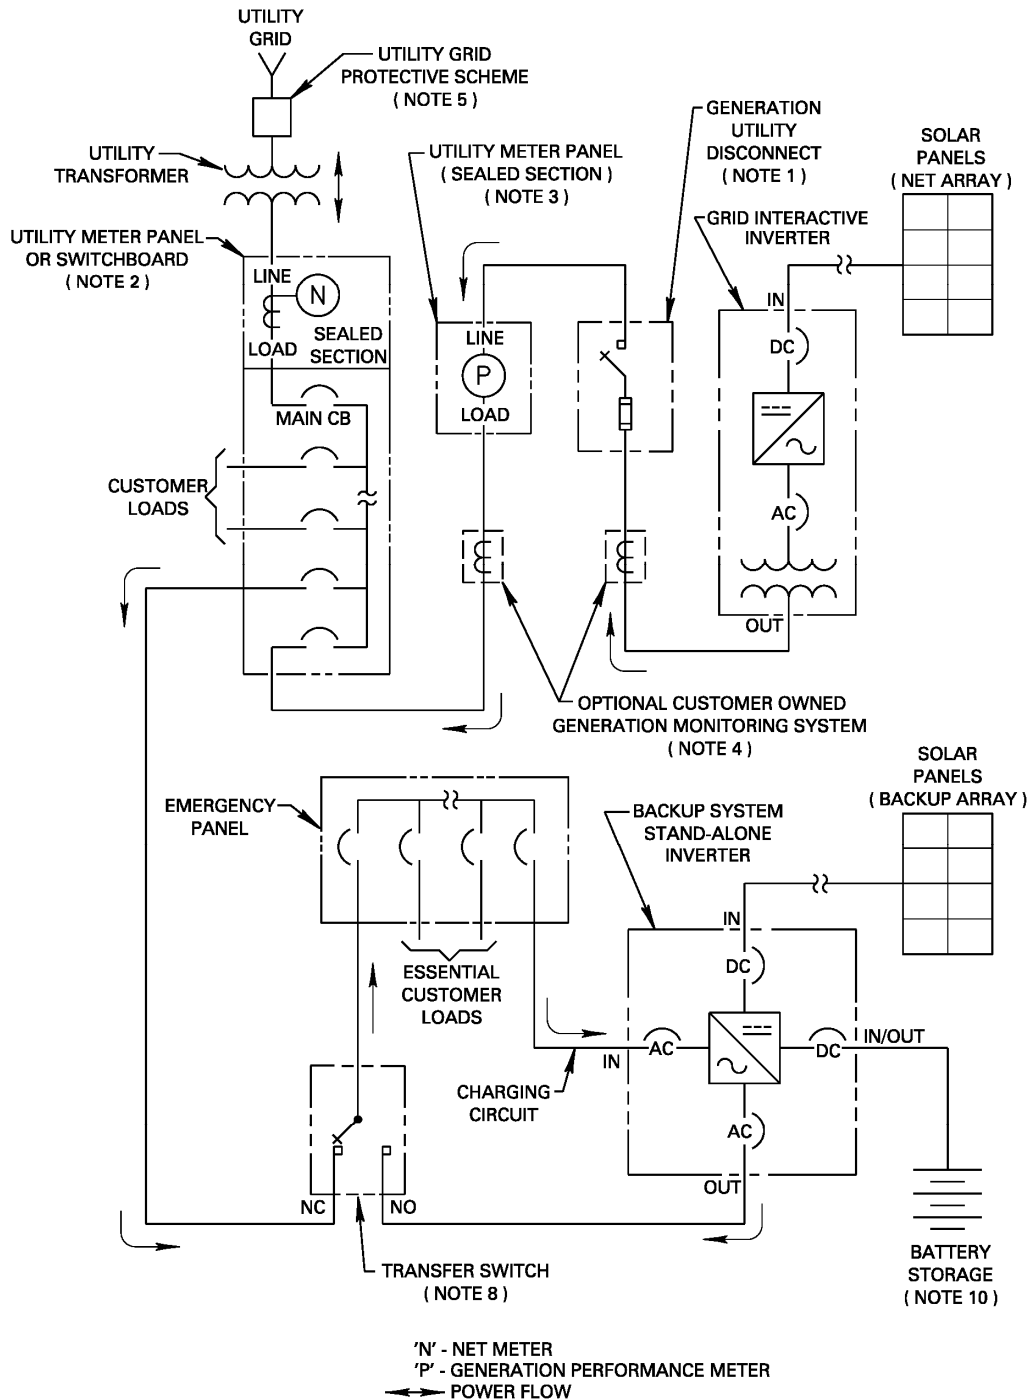 UTILITY
GRID
UTILITY GRID
PROTECTIVE SCHEME
( NOTE 5 )
UTILITY
TRANSFORMER
UTILITY METER PANEL
( SEALED SECTION )
( NOTE 3 )
GENERATION
UTILITY
DISCONNECT
( NOTE 1 )
SOLAR
PANELS
( NET ARRAY )
UTILITY METER PANEL
OR SWITCHBOARD
( NOTE 2 )
GRID INTERACTIVE
INVERTER
LINE
N
SEALED
SECTION
LOAD
MAIN CB
CUSTOMER
LOADS
LINE
P
LOAD
IN
DC
AC
OUT
OPTIONAL CUSTOMER OWNED
GENERATION MONITORING SYSTEM
( NOTE 4 )
EMERGENCY
PANEL
ESSENTIAL
CUSTOMER
LOADS
BACKUP SYSTEM
STAND-ALONE
INVERTER
SOLAR
PANELS
( BACKUP ARRAY )
IN
DC
AC
IN
DC
IN/OUT
AC
OUT
CHARGING
CIRCUIT
NC
NO
TRANSFER SWITCH
( NOTE 8 )
BATTERY
STORAGE
( NOTE 10 )
'N' - NET METER
'P' - GENERATION PERFORMANCE METER
POWER FLOW